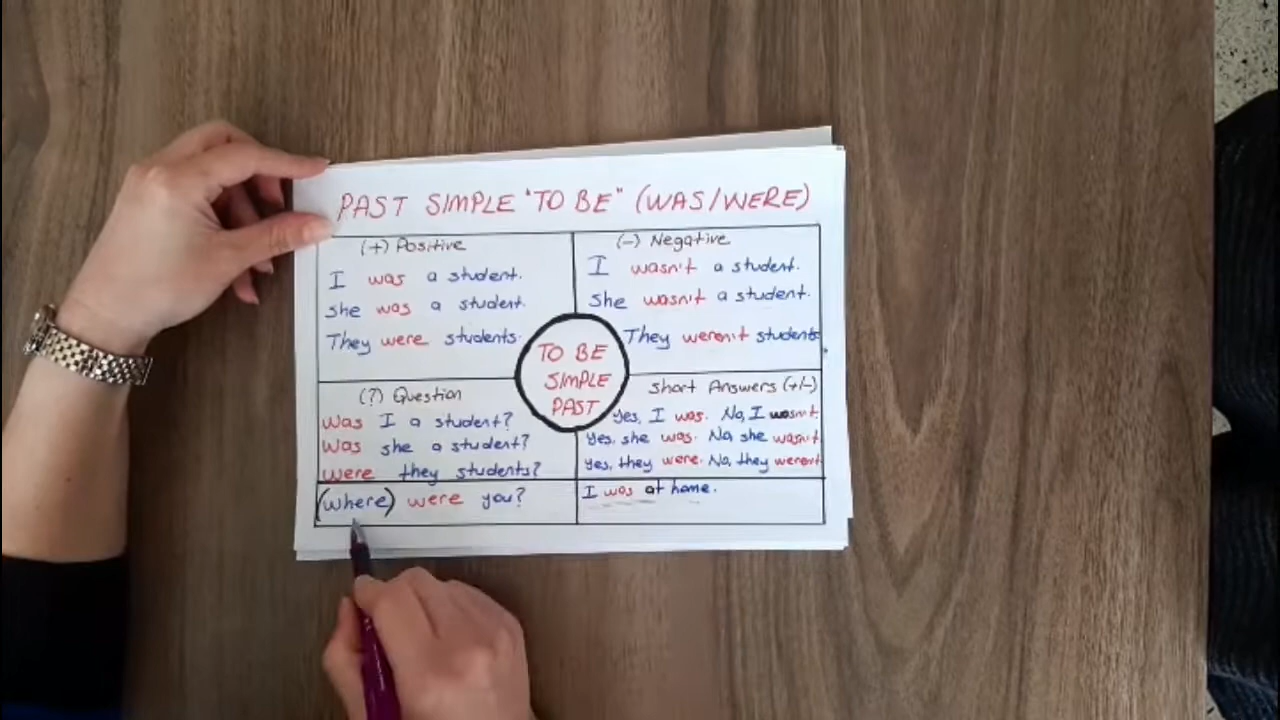 PAST SIMPLE "TO BE" (WAS/WERE)
(+) Positive
I was a student.
She was a student.
They were students.
(-) Negative
I wasn't a student.
She wasn't a student.
They weren't students.
TO BE
SIMPLE
PAST
(?) Question
Was I a student?
Was she a student?
Were they students?
(where) were you?
Short Answers (+/-)
Yes, I was. No, I wasn't.
Yes, she was. No, she wasn't
Yes, they were. No, they weren't
I was at home.